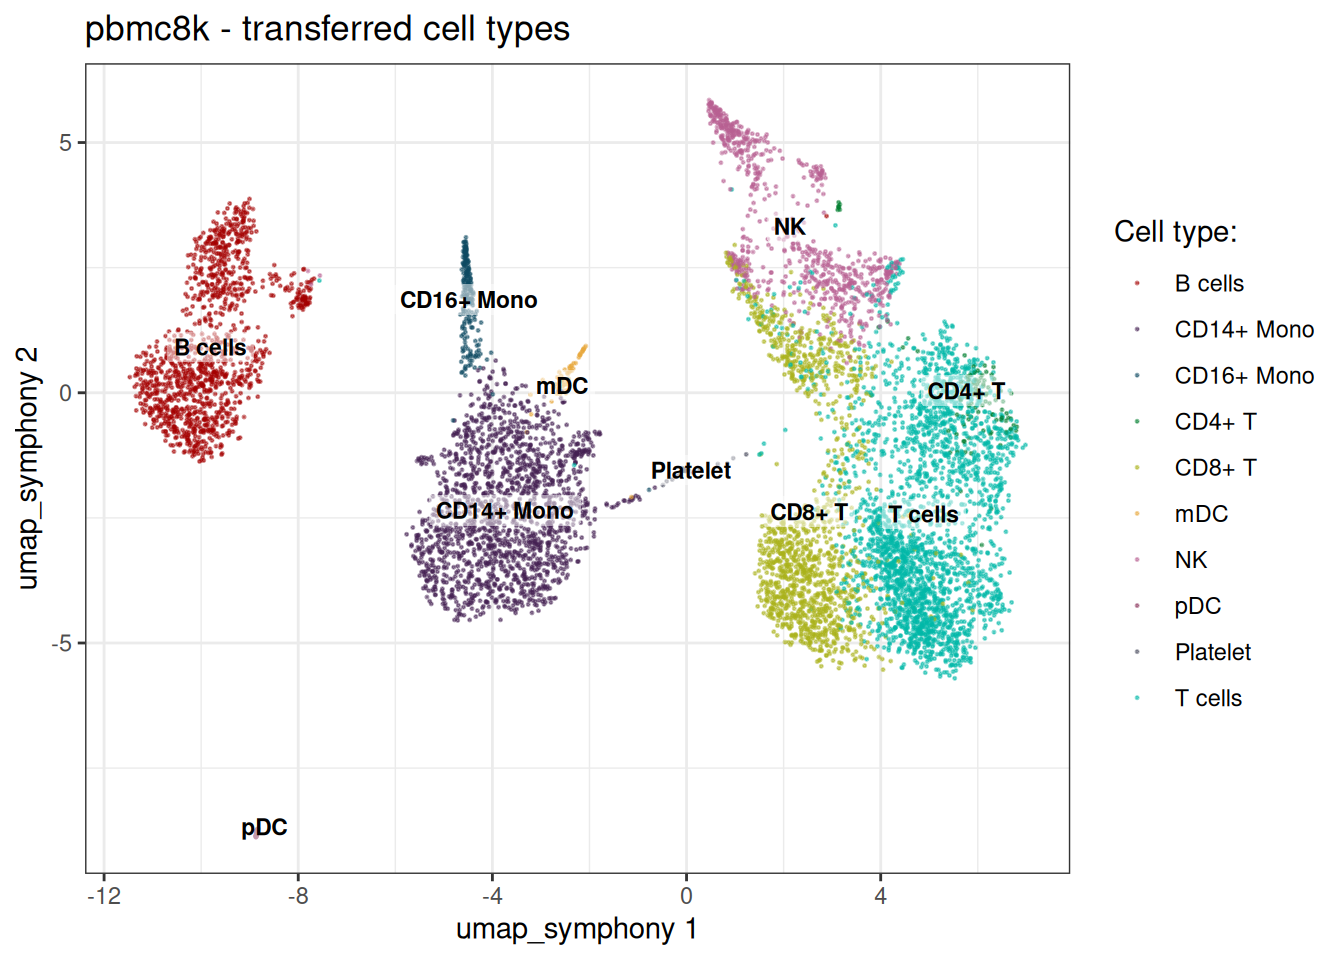 pbmc8k - transferred cell types
umap_symphony 2
5
0
-5
NK
CD16+ Mono
B cells
mDC
CD4+ T
Platelet
CD14+ Mono
CD8+ T
T cells
pDC
-12
-8
-4
0
4
umap_symphony 1
Cell type:
B cells
CD14+ Mono
CD16+ Mono
CD4+ T
CD8+ T
mDC
NK
pDC
Platelet
T cells